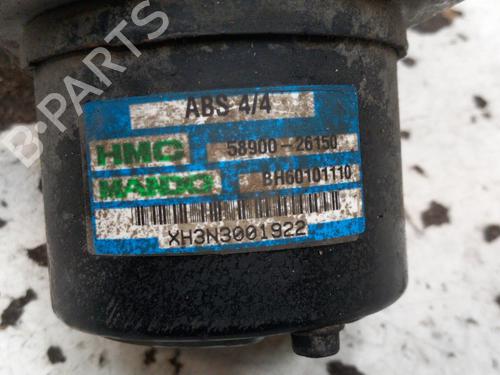 B-PARTS
ABS 4/4
HMC 58900-26150
MANDO BH60101110
XH3N3001922